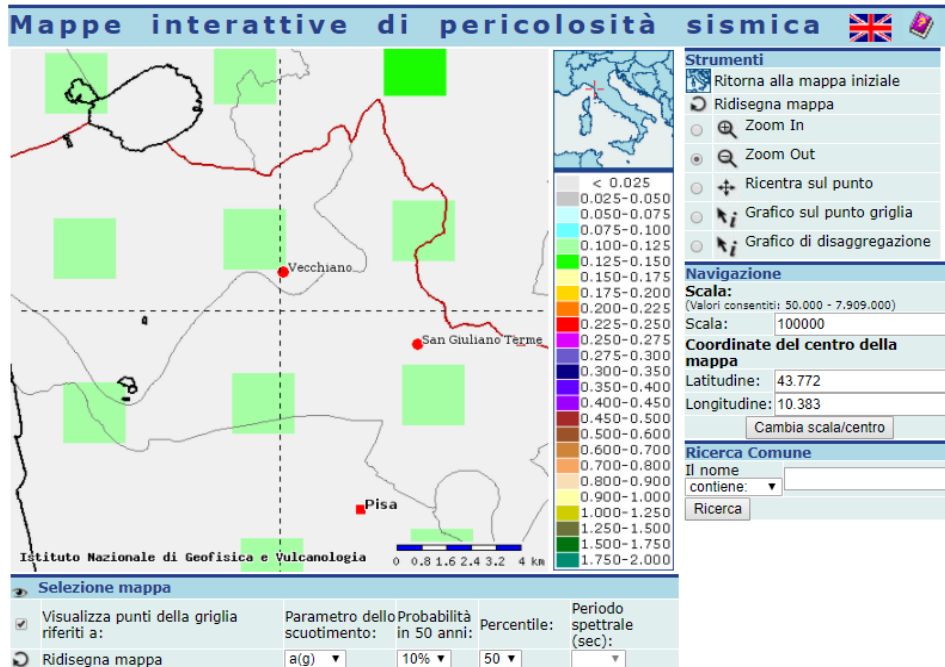 Mappe interattive di pericolosità sismica
Vecchiano
San Giuliano Terme
Pisa
Istituto Nazionale di Geofisica e Vulcanologia
0 0.8 1.6 2.4 3.2 4 km
< 0.025
0.025-0.050
0.050-0.075
0.075-0.100
0.100-0.125
0.125-0.150
0.150-0.175
0.175-0.200
0.200-0.225
0.225-0.250
0.250-0.275
0.275-0.300
0.300-0.350
0.350-0.400
0.400-0.450
0.450-0.500
0.500-0.600
0.600-0.700
0.700-0.800
0.800-0.900
0.900-1.000
1.000-1.250
1.250-1.500
1.500-1.750
1.750-2.000
Strumenti
Ritorna alla mappa iniziale
Ridisegna mappa
Zoom In
Zoom Out
Ricentra sul punto
i Grafico sul punto griglia
i Grafico di disaggregazione
Navigazione
Scala:
(Valori consentiti: 50.000 - 7.909.000)
Scala: 100000
Coordinate del centro della
mappa
Latitudine: 43.772
Longitudine: 10.383
Cambia scala/centro
Ricerca Comune
Il nome
contiene:
Ricerca
Selezione mappa
Visualizza punti della griglia
riferiti a:
Parametro dello
scuotimento:
Probabilità
in 50 anni:
Percentile:
Periodo
spettrale
(sec):
Ridisegna mappa a(g) 10% 50